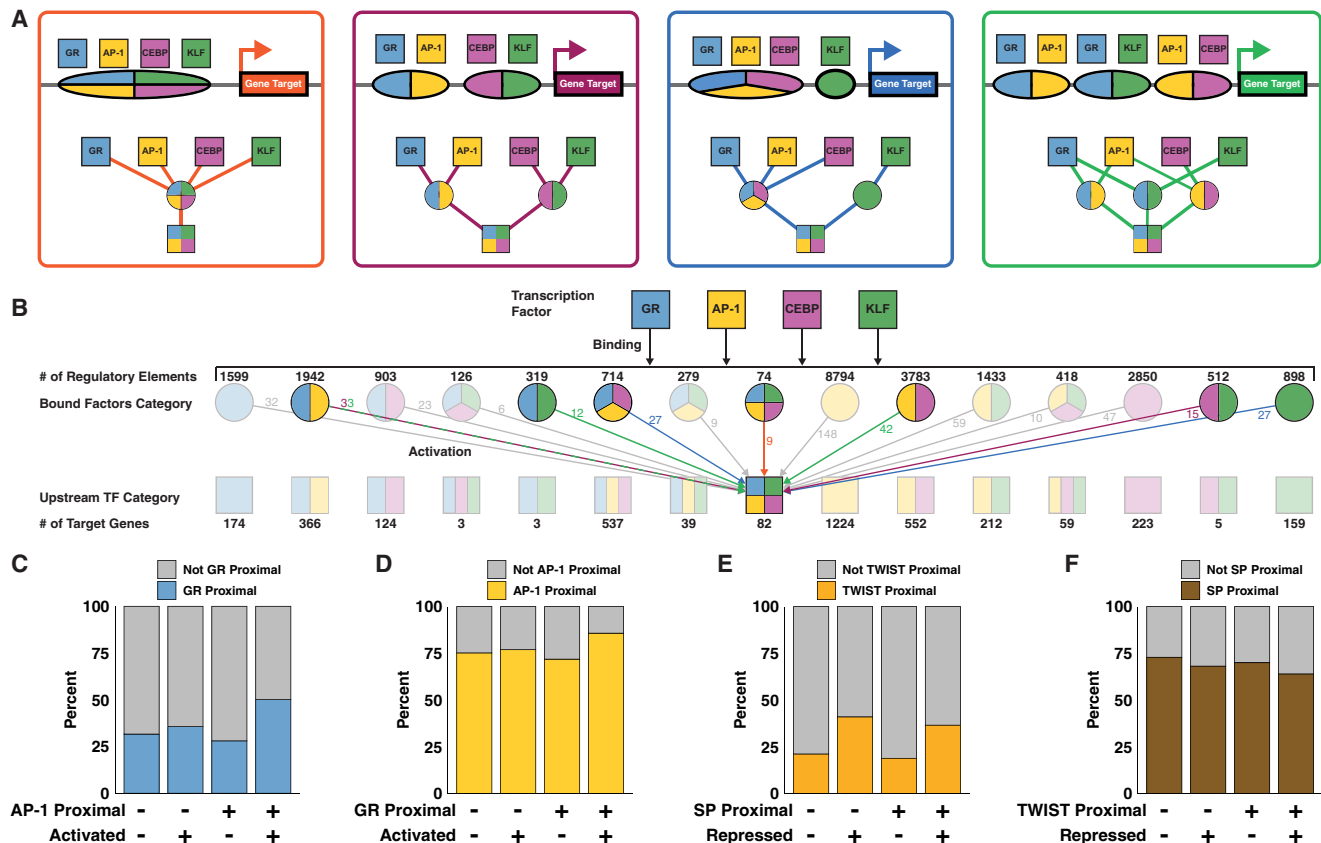 A
GR AP-1 CEBP KLF
Gene Target
GR AP-1 CEBP KLF
GR AP-1 CEBP KLF
Gene Target
GR AP-1 CEBP KLF
GR AP-1 CEBP KLF
Gene Target
GR AP-1 CEBP KLF
GR AP-1 GR KLF AP-1 CEBP
Gene Target
GR AP-1 CEBP KLF
B
Transcription
Factor
GR AP-1 CEBP KLF
Binding
# of Regulatory Elements 1599 1942 903 126 319 714 279 74 8794 3783 1433 418 2850 512 898
Bound Factors Category
32 33 23 6 12 27 9 9 148 42 59 10 47 15 27
Activation
Upstream TF Category
# of Target Genes 174 366 124 3 3 537 39 82 1224 552 212 59 223 5 159
C
Not GR Proximal
GR Proximal
Percent
100
75
50
25
0
AP-1 Proximal - - + +
Activated - + - +
D
Not AP-1 Proximal
AP-1 Proximal
Percent
100
75
50
25
0
GR Proximal - - + +
Activated - + - +
E
Not TWIST Proximal
TWIST Proximal
Percent
100
75
50
25
0
SP Proximal - - + +
Repressed - + - +
F
Not SP Proximal
SP Proximal
Percent
100
75
50
25
0
TWIST Proximal - - + +
Repressed - + - +